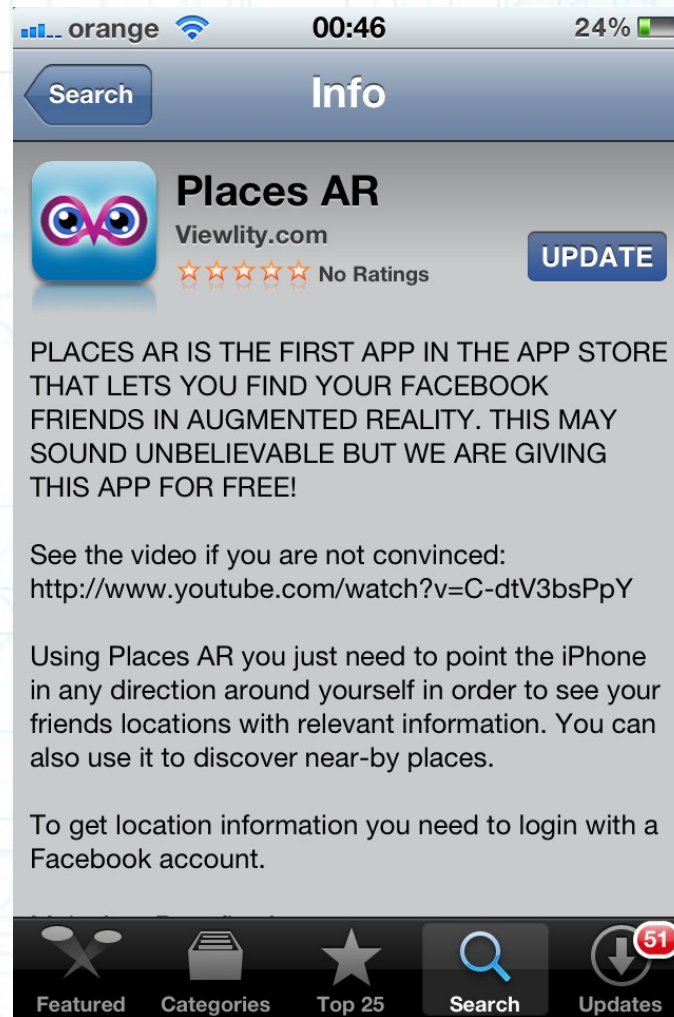 orange 00:46 24%
Search Info
Places AR
Viewlity.com
No Ratings
UPDATE
PLACES AR IS THE FIRST APP IN THE APP STORE
THAT LETS YOU FIND YOUR FACEBOOK
FRIENDS IN AUGMENTED REALITY. THIS MAY
SOUND UNBELIEVABLE BUT WE ARE GIVING
THIS APP FOR FREE!
See the video if you are not convinced:
http://www.youtube.com/watch?v=C-dtV3bsPpY
Using Places AR you just need to point the iPhone
in any direction around yourself in order to see your
friends locations with relevant information. You can
also use it to discover near-by places.
To get location information you need to login with a
Facebook account.
51
Featured Categories Top 25 Search Updates